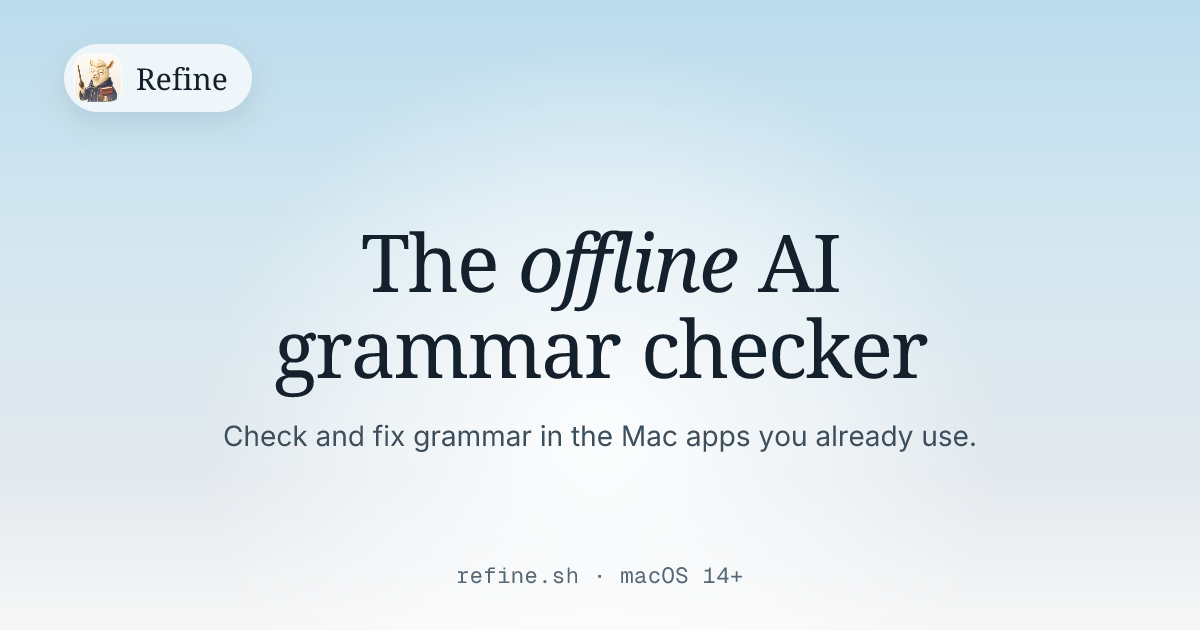 Refine
The offline AI
grammar checker
Check and fix grammar in the Mac apps you already use.
refine.sh · macOS 14+